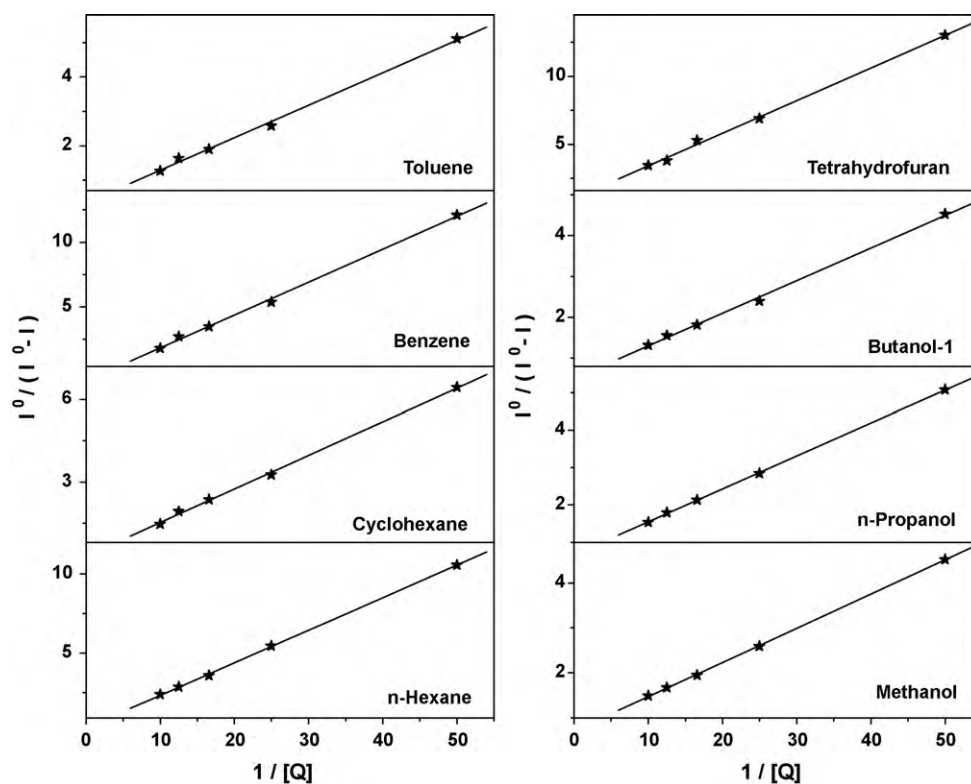 4
2
Toluene
10
5
Benzene
6
3
Cyclohexane
10
5
n-Hexane
0 10 20 30 40 50
1 / [Q]
I⁰ / ( I⁰- I )
10
5
Tetrahydrofuran
4
2
Butanol-1
4
2
n-Propanol
4
2
Methanol
0 10 20 30 40 50
1 / [Q]
I⁰ / ( I⁰- I )